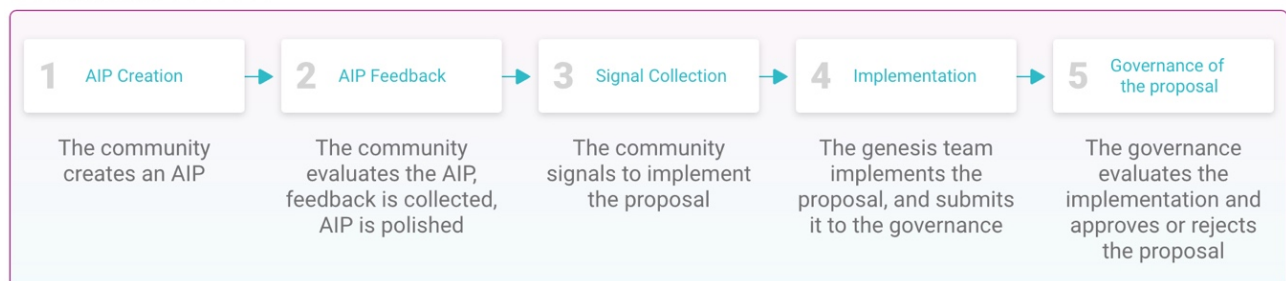 1 AIP Creation
2 AIP Feedback
3 Signal Collection
4 Implementation
5 Governance of
the proposal
The community
creates an AIP
The community
evaluates the AIP,
feedback is collected,
AIP is polished
The community
signals to implement
the proposal
The genesis team
implements the
proposal, and submits
it to the governance
The governance
evaluates the
implementation and
approves or rejects
the proposal